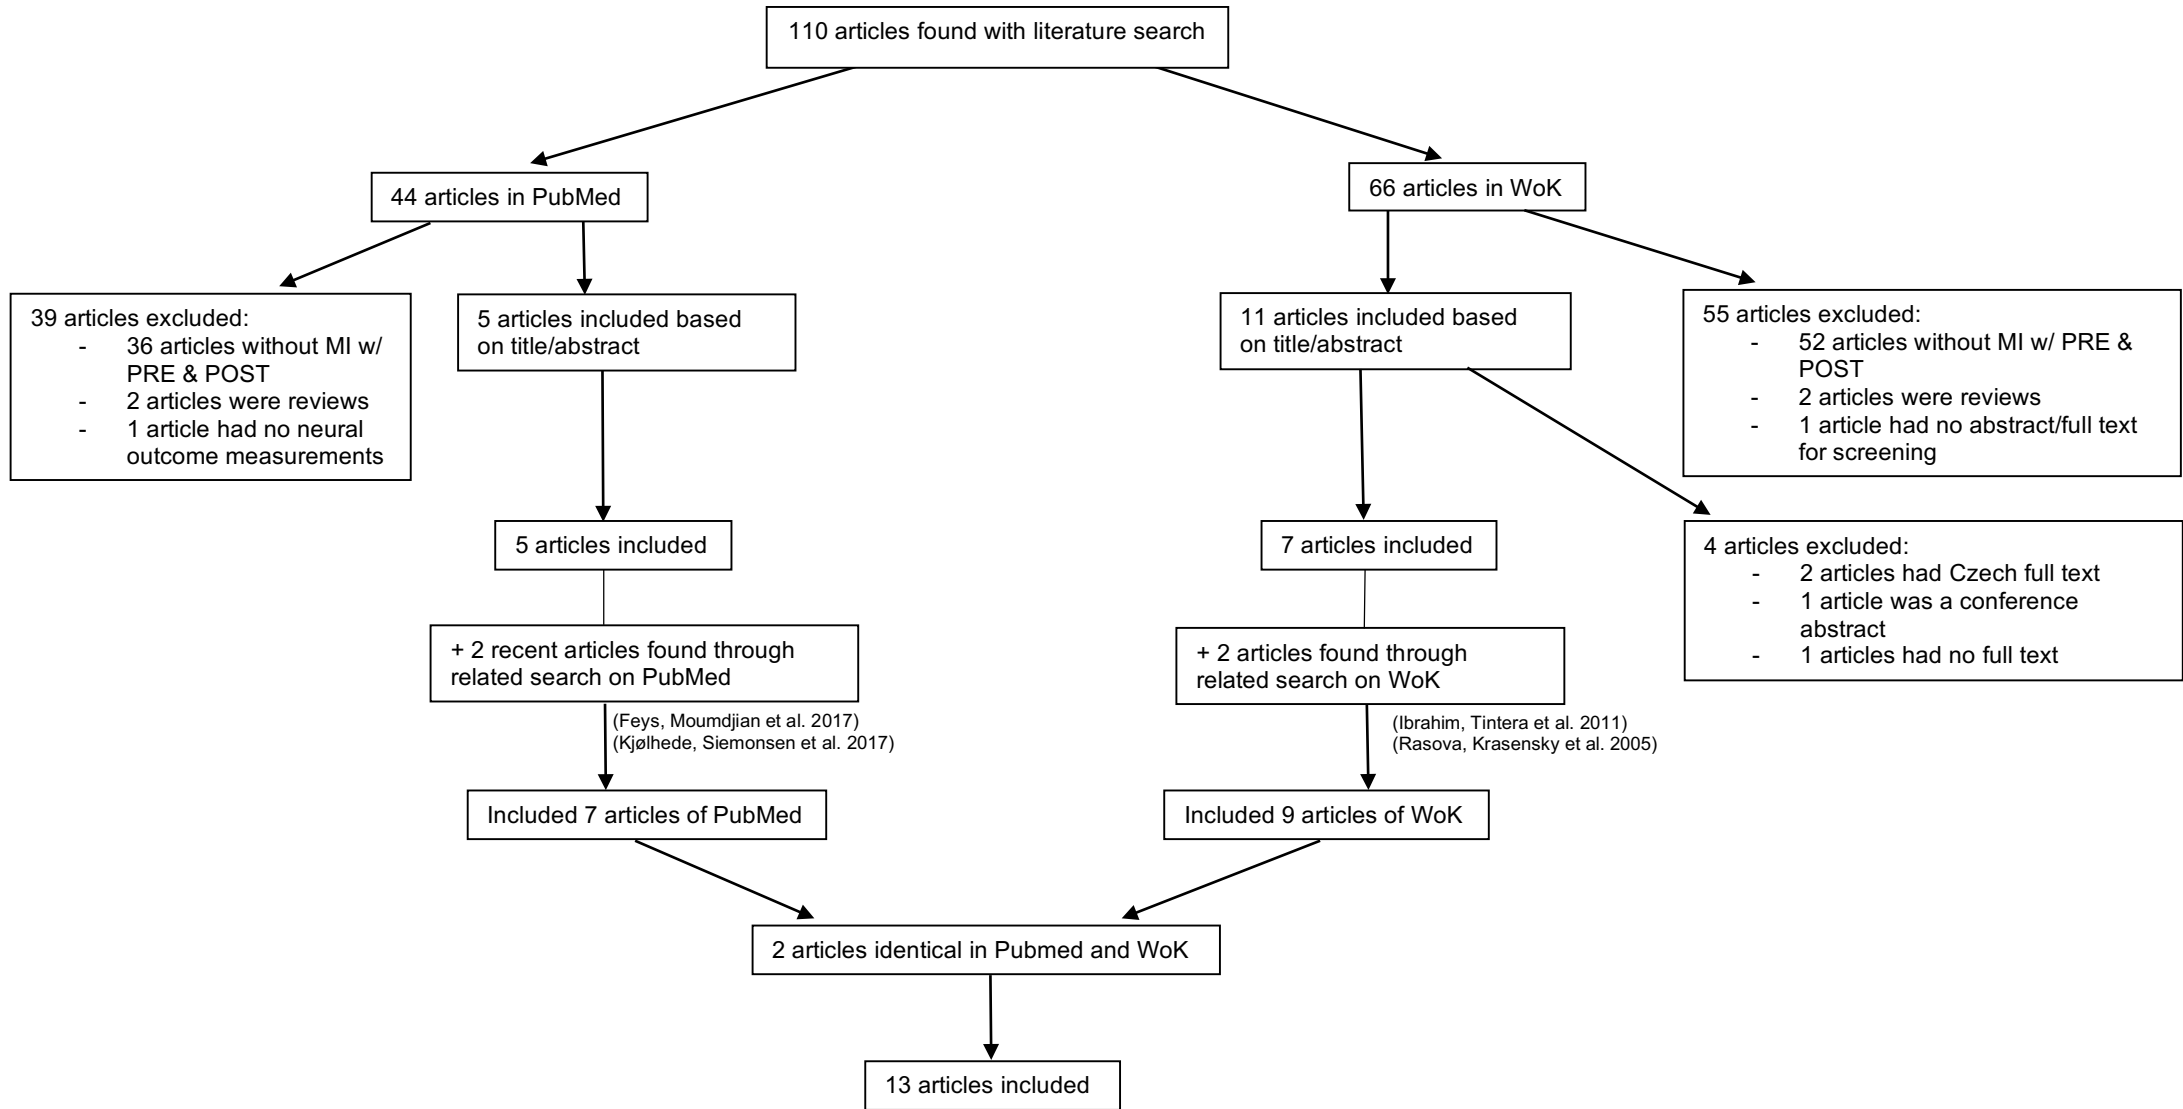 110 articles found with literature search
44 articles in PubMed
66 articles in WoK
39 articles excluded:
- 36 articles without MI w/
PRE & POST
- 2 articles were reviews
- 1 article had no neural
outcome measurements
5 articles included based
on title/abstract
11 articles included based
on title/abstract
55 articles excluded:
- 52 articles without MI w/ PRE &
POST
- 2 articles were reviews
- 1 article had no abstract/full text
for screening
5 articles included
7 articles included
4 articles excluded:
- 2 articles had Czech full text
- 1 article was a conference
abstract
- 1 articles had no full text
+ 2 recent articles found through
related search on PubMed
+ 2 articles found through
related search on WoK
(Feys, Moumdjian et al. 2017)
(Kjølhede, Siemonsen et al. 2017)
(Ibrahim, Tintera et al. 2011)
(Rasova, Krasensky et al. 2005)
Included 7 articles of PubMed
Included 9 articles of WoK
2 articles identical in Pubmed and WoK
13 articles included